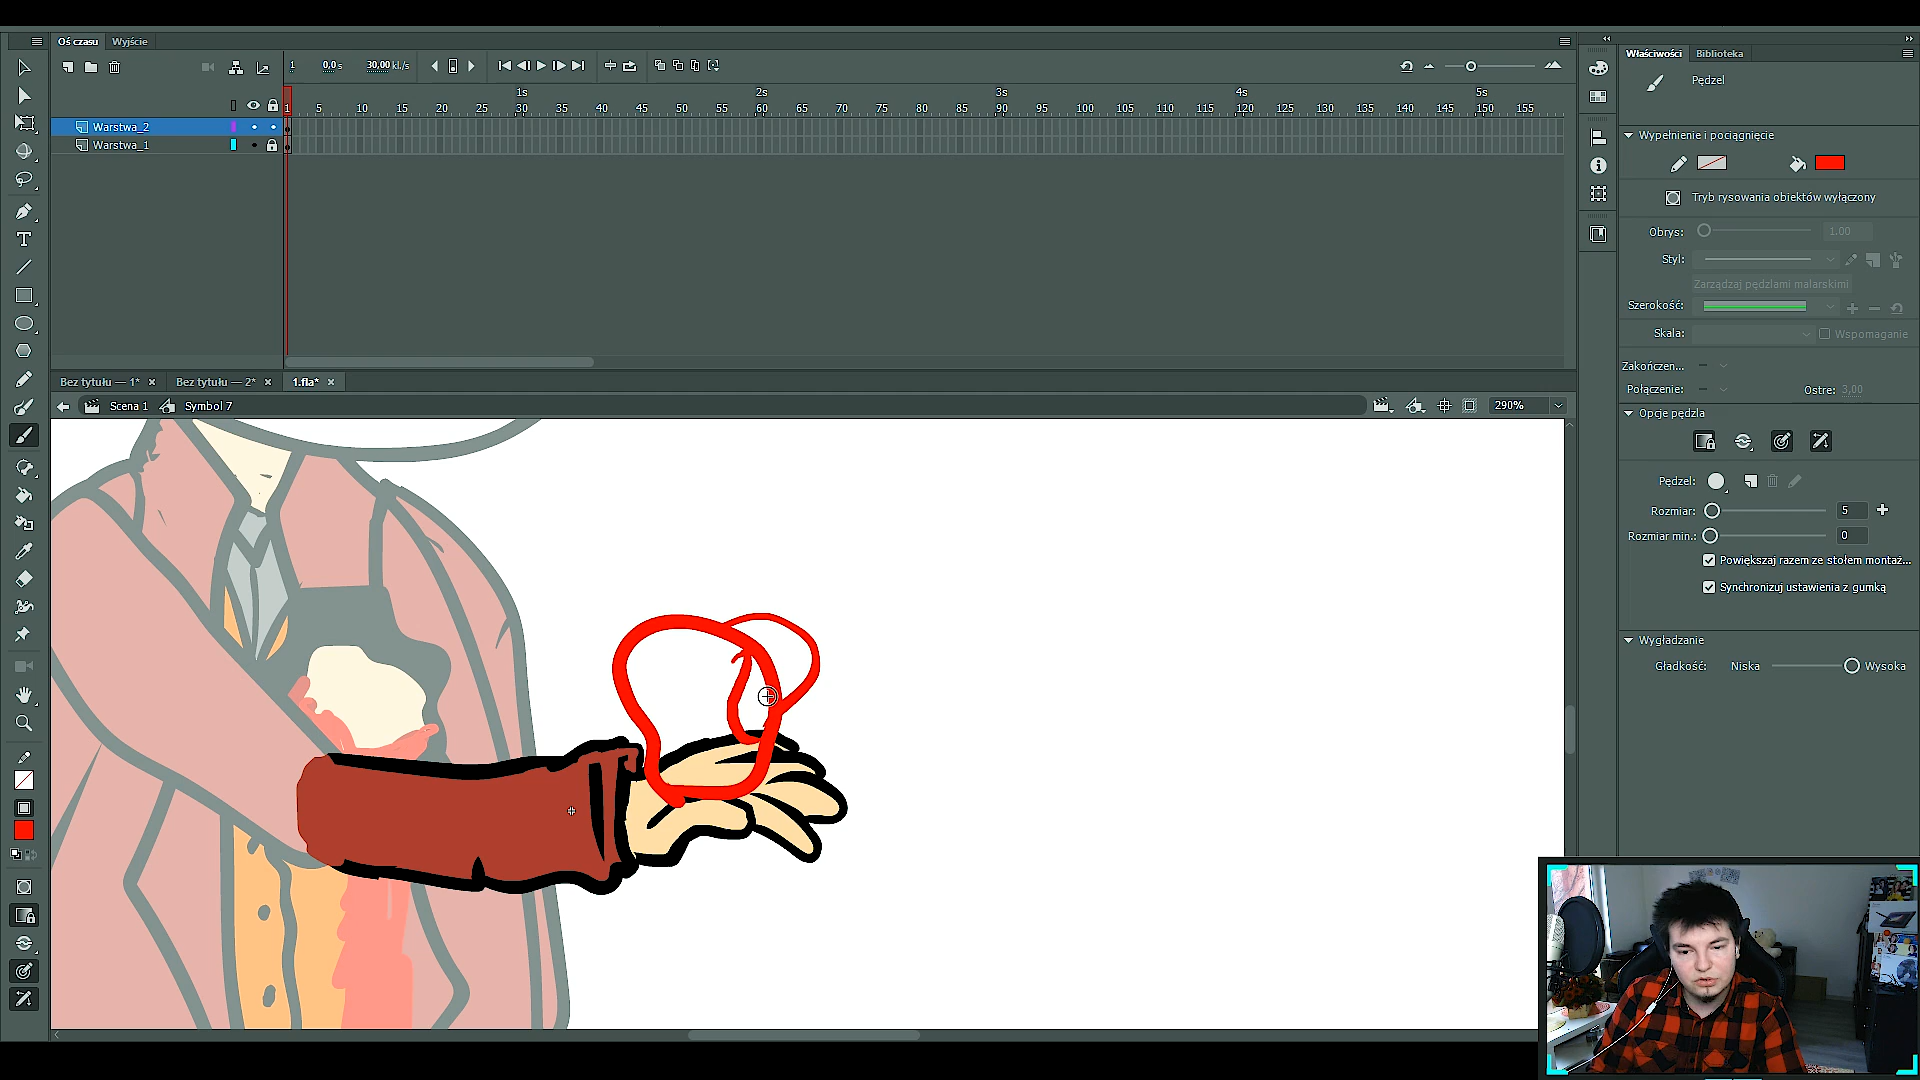 Oś czasu Wyjście
1 0,0 s 30,00 kl./s
1s 2s 3s 4s 5s
1 5 10 15 20 25 30 35 40 45 50 55 60 65 70 75 80 85 90 95 100 105 110 115 120 125 130 135 140 145 150 155
Warstwa_2
Warstwa_1
Bez tytułu — 1* Bez tytułu — 2* 1.fla*
Scena 1 Symbol 7 290%
Właściwości Biblioteka
Pędzel
Wypełnienie i pociągnięcie
Tryb rysowania obiektów wyłączony
Obrys: 1.00
Styl:
Zarządzaj pędzlami malarskimi
Szerokość:
Skala: Wspomaganie
Zakończen...
Połączenie: Ostre: 3,00
Opcje pędzla
Pędzel:
Rozmiar: 5
Rozmiar min.: 0
Powiększaj razem ze stołem montaż...
Synchronizuj ustawienia z gumką
Wygładzanie
Gładkość: Niska Wysoka